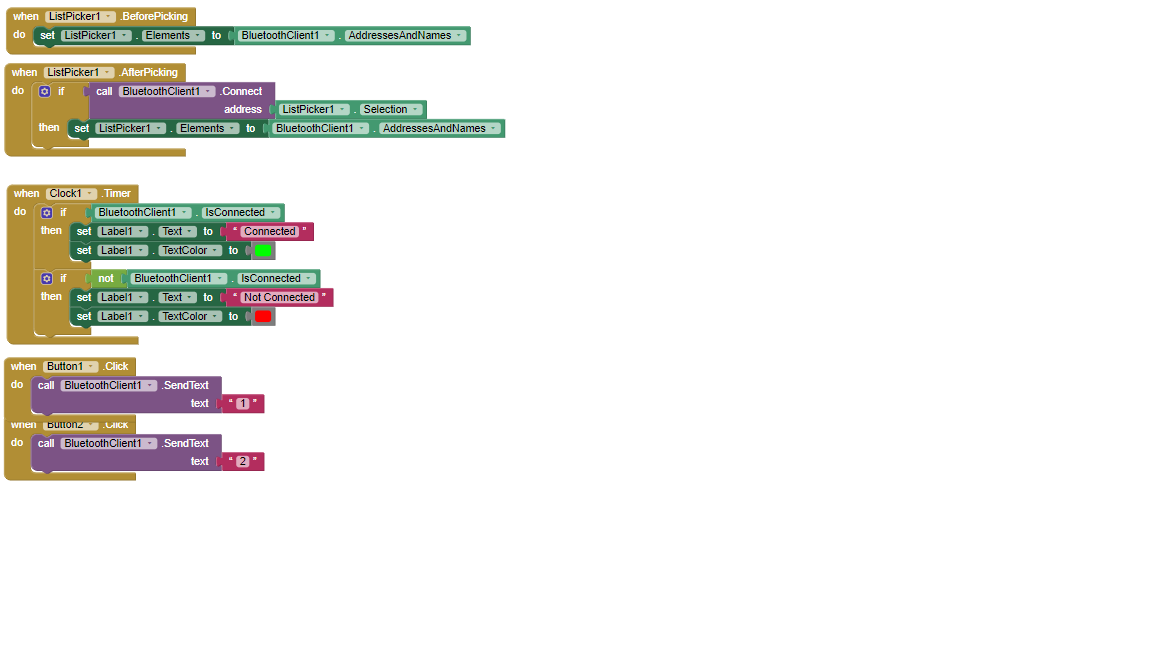 when ListPicker1 .BeforePicking
do set ListPicker1 . Elements to BluetoothClient1 . AddressesAndNames
when ListPicker1 .AfterPicking
do if call BluetoothClient1 .Connect
address ListPicker1 . Selection
then set ListPicker1 . Elements to BluetoothClient1 . AddressesAndNames
when Clock1 .Timer
do if BluetoothClient1 . IsConnected
then set Label1 . Text to “ Connected ”
set Label1 . TextColor to
if not BluetoothClient1 . IsConnected
then set Label1 . Text to “ Not Connected ”
set Label1 . TextColor to
when Button1 .Click
do call BluetoothClient1 .SendText
text “ 1 ”
when Button2 .Click
do call BluetoothClient1 .SendText
text “ 2 ”